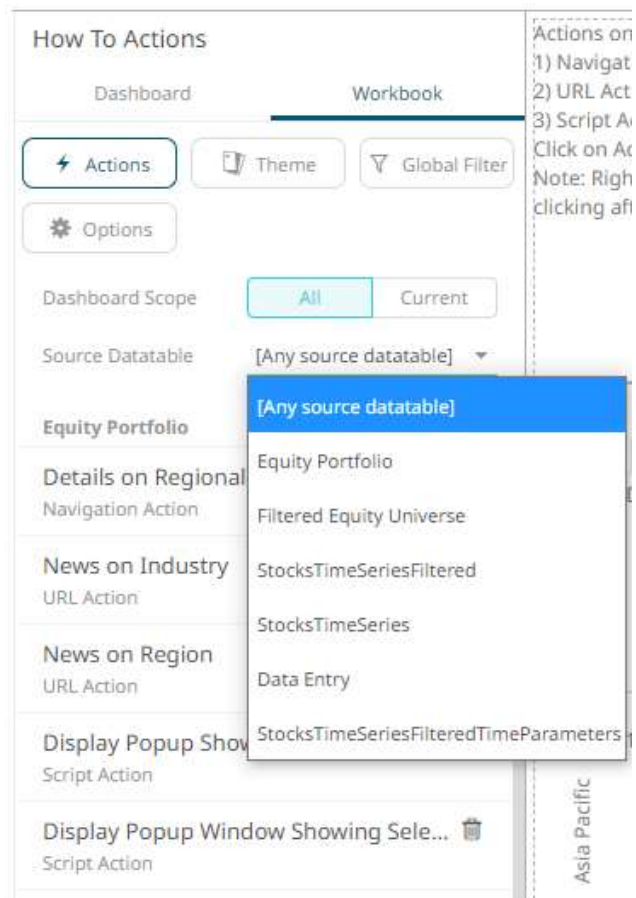 How To Actions
Dashboard
Workbook
Actions
Theme
Global Filter
Options
Dashboard Scope
All
Current
Source Datatable
[Any source datatable]
[Any source datatable]
Equity Portfolio
Filtered Equity Universe
StocksTimeSeriesFiltered
StocksTimeSeries
Data Entry
StocksTimeSeriesFilteredTimeParameters
Equity Portfolio
Details on Regional
Navigation Action
News on Industry
URL Action
News on Region
URL Action
Display Popup Show
Script Action
Display Popup Window Showing Sele...
Script Action
Actions on
1) Navigat
2) URL Act
3) Script A
Click on Ac
Note: Righ
clicking aft
Asia Pacific